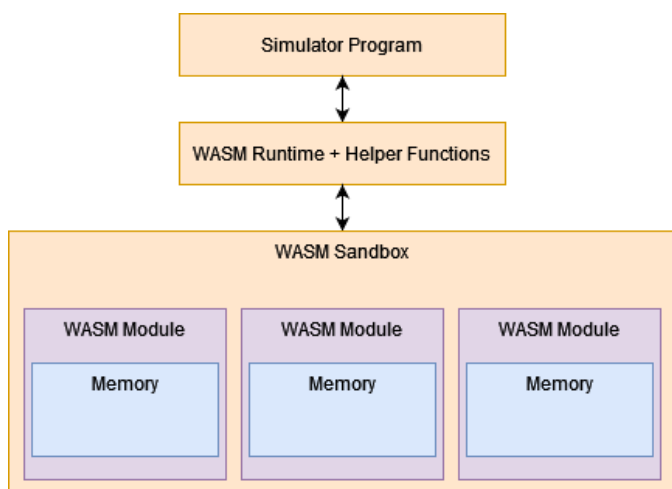 Simulator Program
WASM Runtime + Helper Functions
WASM Sandbox
WASM Module
WASM Module
WASM Module
Memory
Memory
Memory